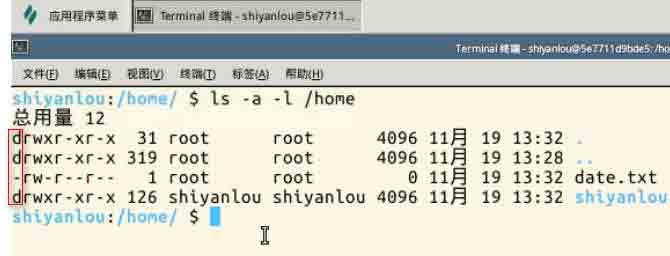 应用程序菜单 Terminal 终端 - shiyanlou@5e7711...
Terminal 终端 - shiyanlou@5e7711d9bde5: /ho
文件(F) 编辑(E) 视图(V) 终端(T) 标签(A) 帮助(H)
shiyanlou:/home/ $ ls -a -l /home
总用量 12
drwxr-xr-x 31 root root 4096 11月 19 13:32 .
drwxr-xr-x 319 root root 4096 11月 19 13:28 ..
-rw-r--r-- 1 root root 0 11月 19 13:32 date.txt
drwxr-xr-x 126 shiyanlou shiyanlou 4096 11月 19 13:32 shiyanlou
shiyanlou:/home/ $